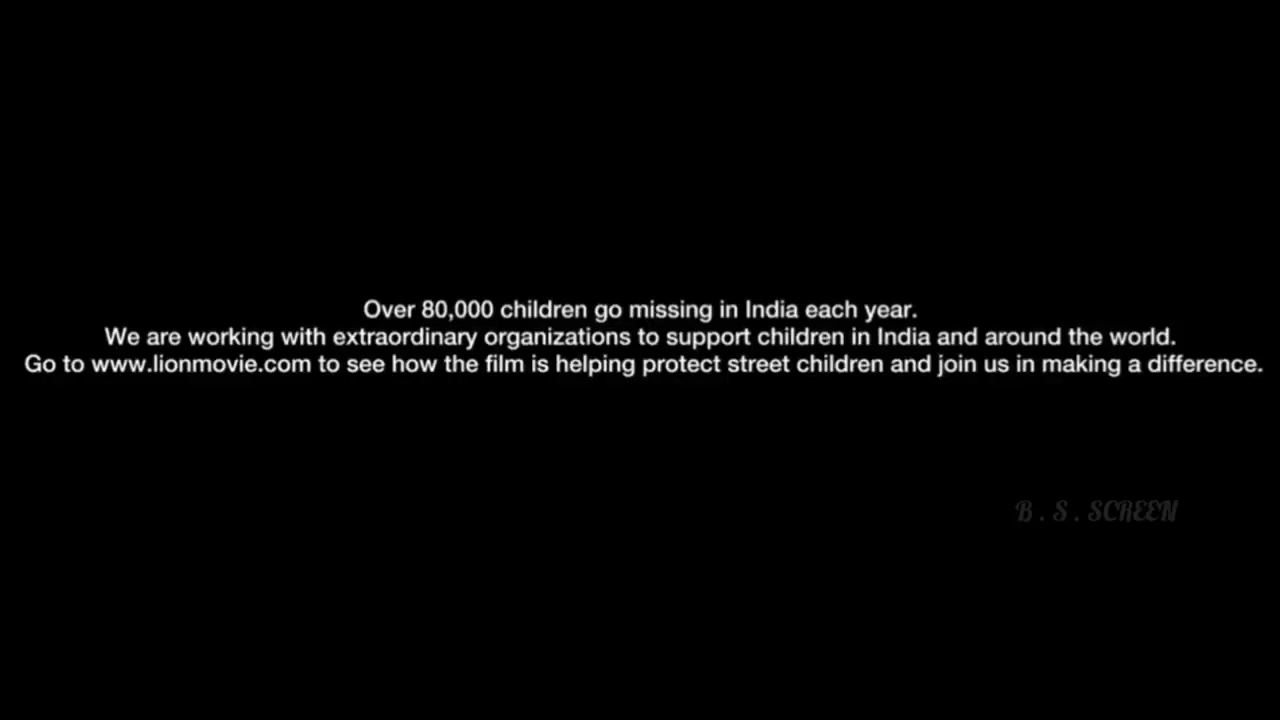 Over 80,000 children go missing in India each year.
We are working with extraordinary organizations to support children in India and around the world.
Go to www.lionmovie.com to see how the film is helping protect street children and join us in making a difference.
B . S . SCREEN